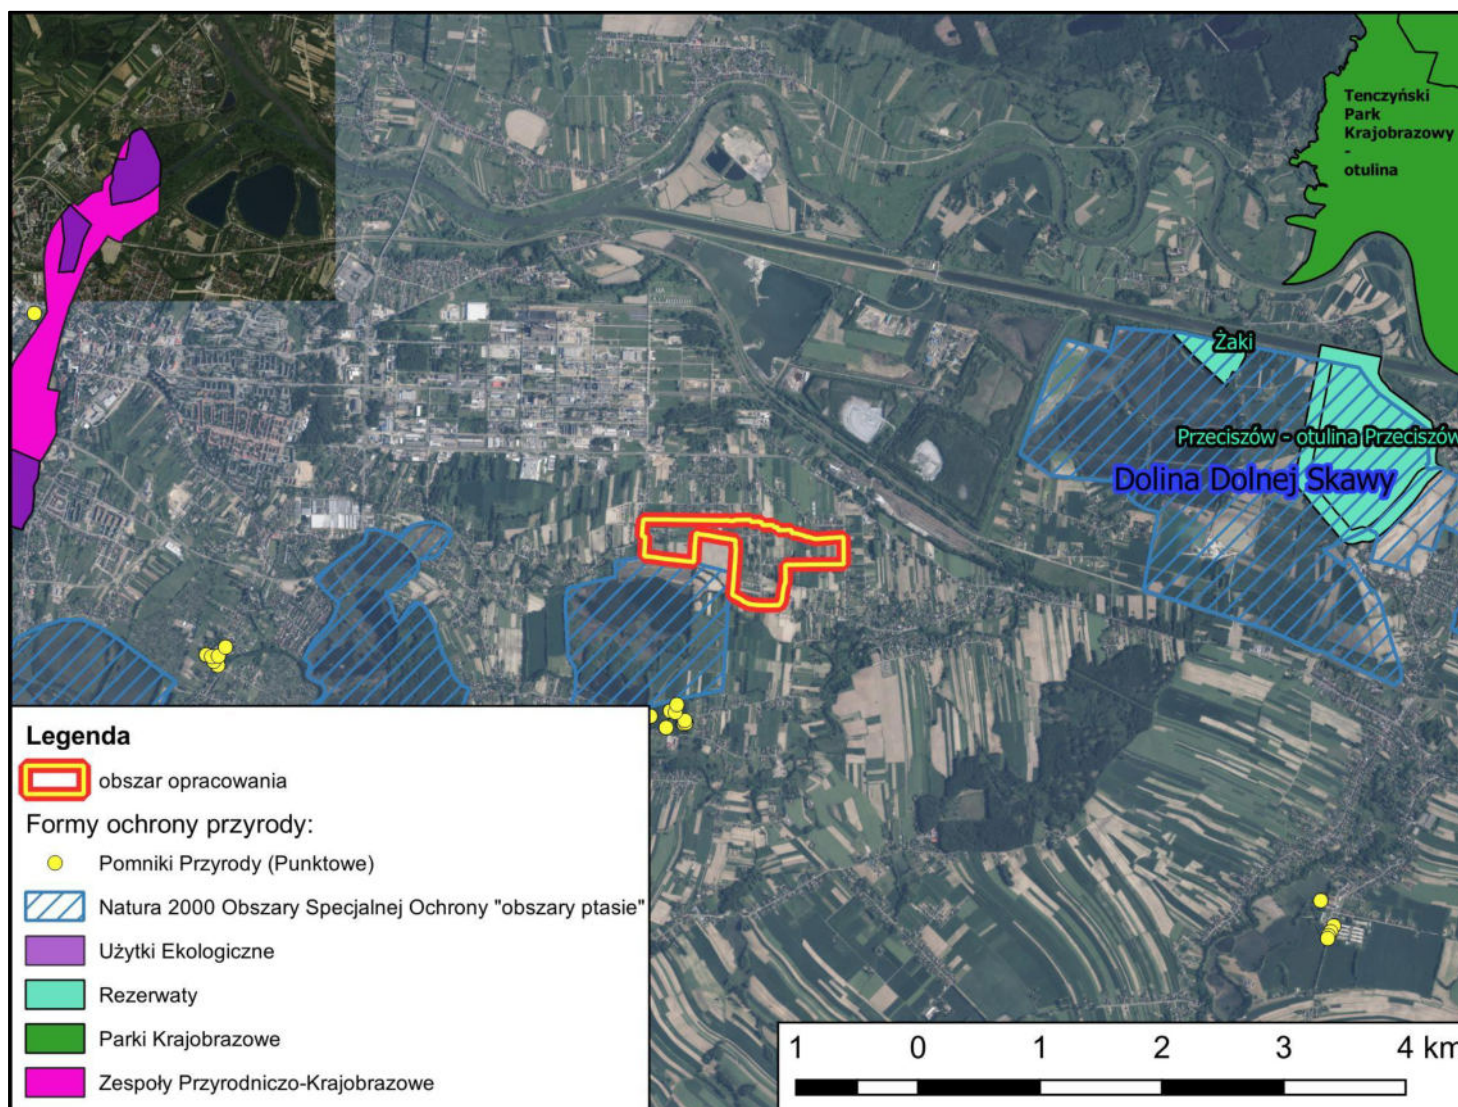 Tenczyński
Park
Krajobrazowy
-
otulina
Żaki
Przeciszów - otulina Przeciszów
Dolina Dolnej Skawy
Legenda
obszar opracowania
Formy ochrony przyrody:
Pomniki Przyrody (Punktowe)
Natura 2000 Obszary Specjalnej Ochrony "obszary ptasie"
Użytki Ekologiczne
Rezerwaty
Parki Krajobrazowe
Zespoły Przyrodniczo-Krajobrazowe
1 0 1 2 3 4 km